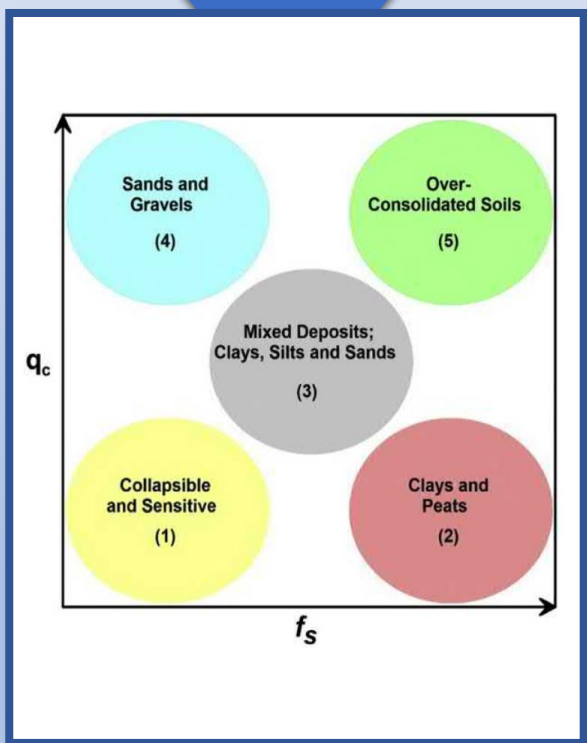 Sands and
Gravels
(4)
Over-
Consolidated Soils
(5)
Mixed Deposits;
Clays, Silts and Sands
(3)
qc
Collapsible
and Sensitive
(1)
Clays and
Peats
(2)
fs